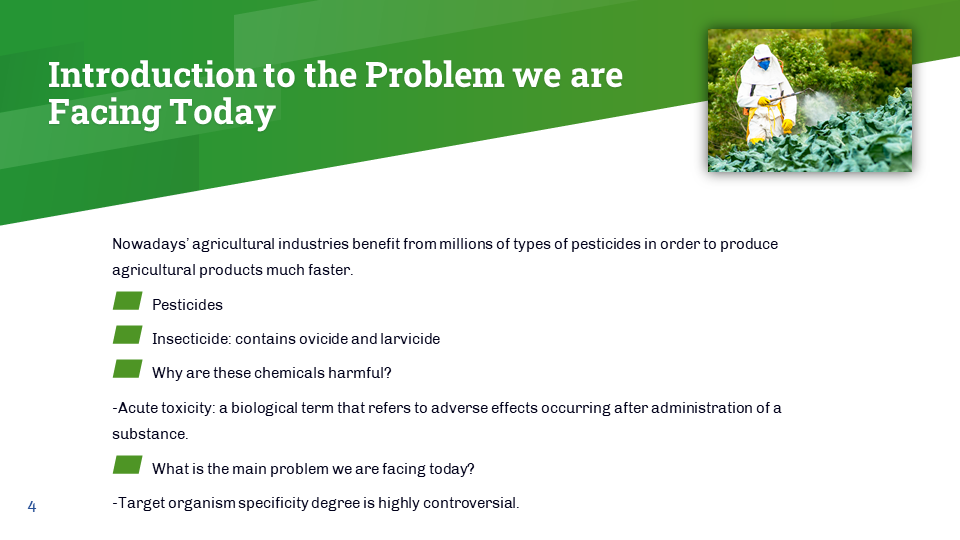 Introduction to the Problem we are
Facing Today
Nowadays’ agricultural industries benefit from millions of types of pesticides in order to produce
agricultural products much faster.
Pesticides
Insecticide: contains ovicide and larvicide
Why are these chemicals harmful?
-Acute toxicity: a biological term that refers to adverse effects occurring after administration of a
substance.
What is the main problem we are facing today?
-Target organism specificity degree is highly controversial.
4